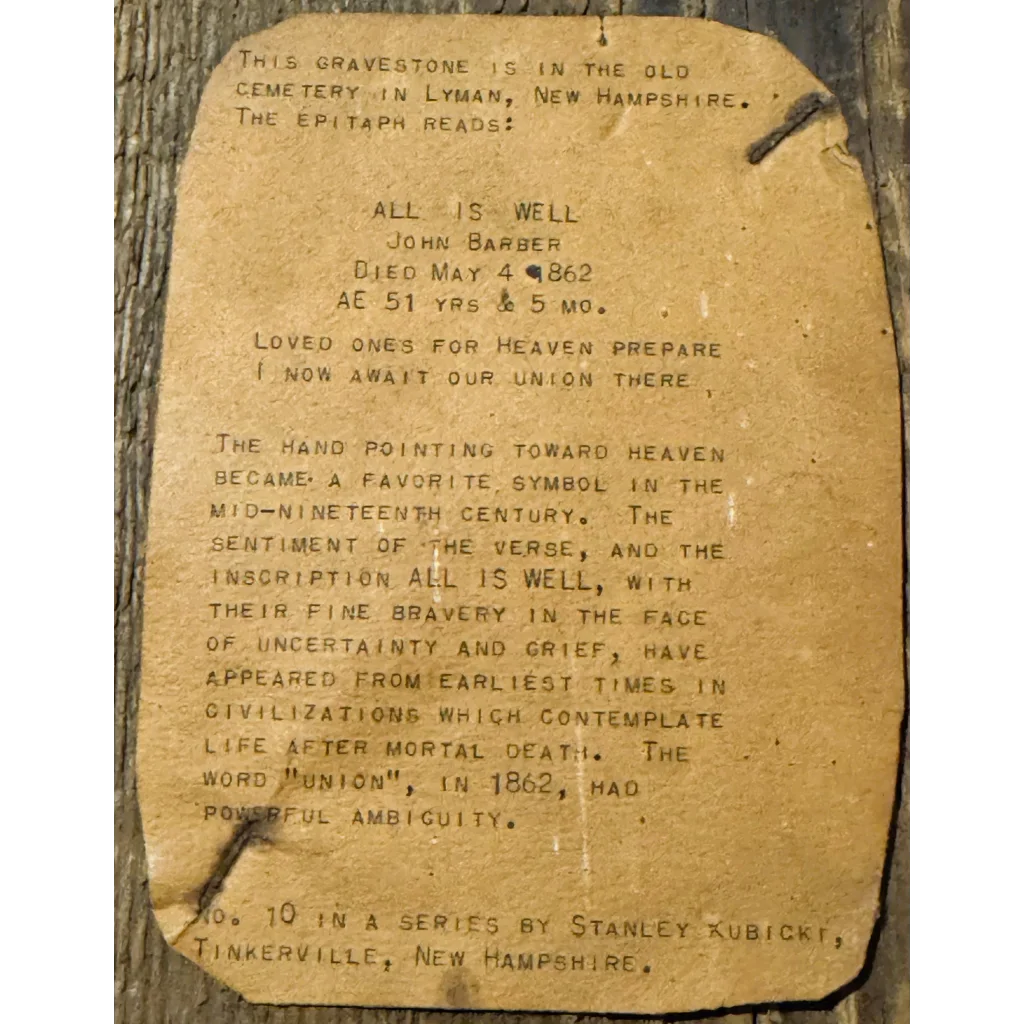 This gravestone is in the old
cemetery in Lyman, New Hampshire.
The epitaph reads:
ALL IS WELL
John Barber
Died May 4 1862
AE 51 yrs & 5 mo.
Loved ones for Heaven prepare
I now await our union there,
The hand pointing toward heaven
became a favorite symbol in the
mid-nineteenth century. The
sentiment of the verse, and the
inscription ALL IS WELL, with
their fine bravery in the face
of uncertainty and grief, have
appeared from earliest times in
civilizations which contemplate
life after mortal death. The
word "union", in 1862, had
powerful ambiguity.
No. 10 in a series by Stanley Kubicki,
Tinkerville, New Hampshire.